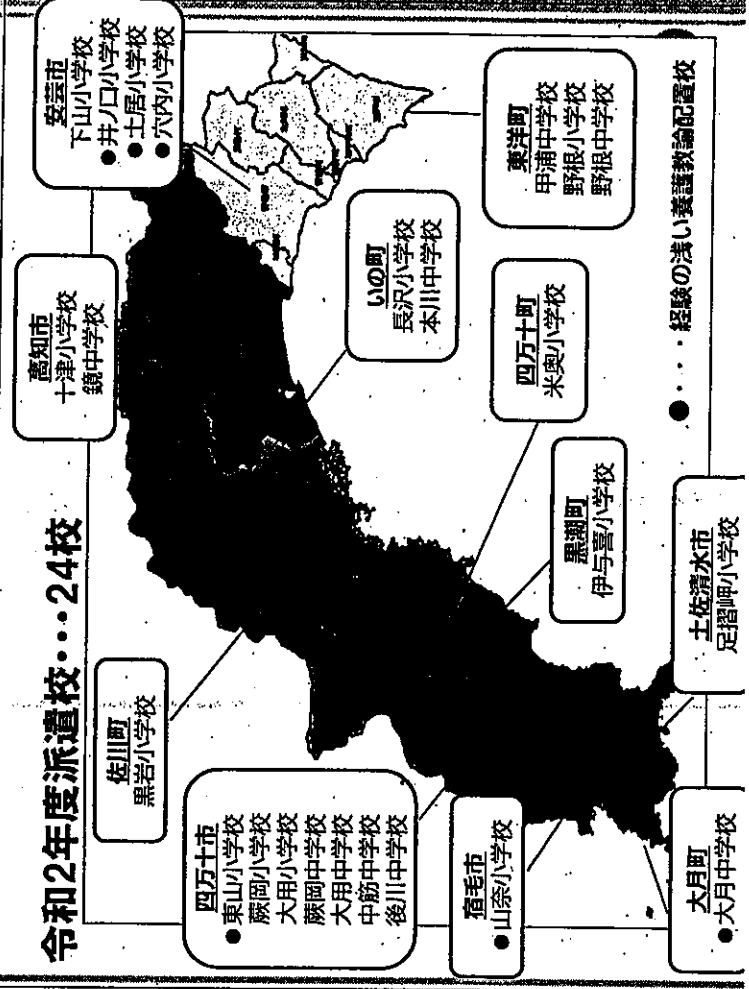 令和2年度派遣校・・・24校
高知市
十津小学校
鏡中学校
安芸市
下山小学校
●井ノ口小学校
●土居小学校
●穴内小学校
佐川町
黒岩小学校
いの町
長沢小学校
本川中学校
東洋町
甲浦中学校
野根小学校
野根中学校
四万十市
●東山小学校
蕨岡小学校
大用小学校
蕨岡中学校
大用中学校
中筋中学校
後川中学校
四万十町
米奥小学校
黒潮町
伊与喜小学校
宿毛市
●山奈小学校
大月町
●大月中学校
土佐清水市
足摺岬小学校
●・・・経験の浅い養護教諭配置校